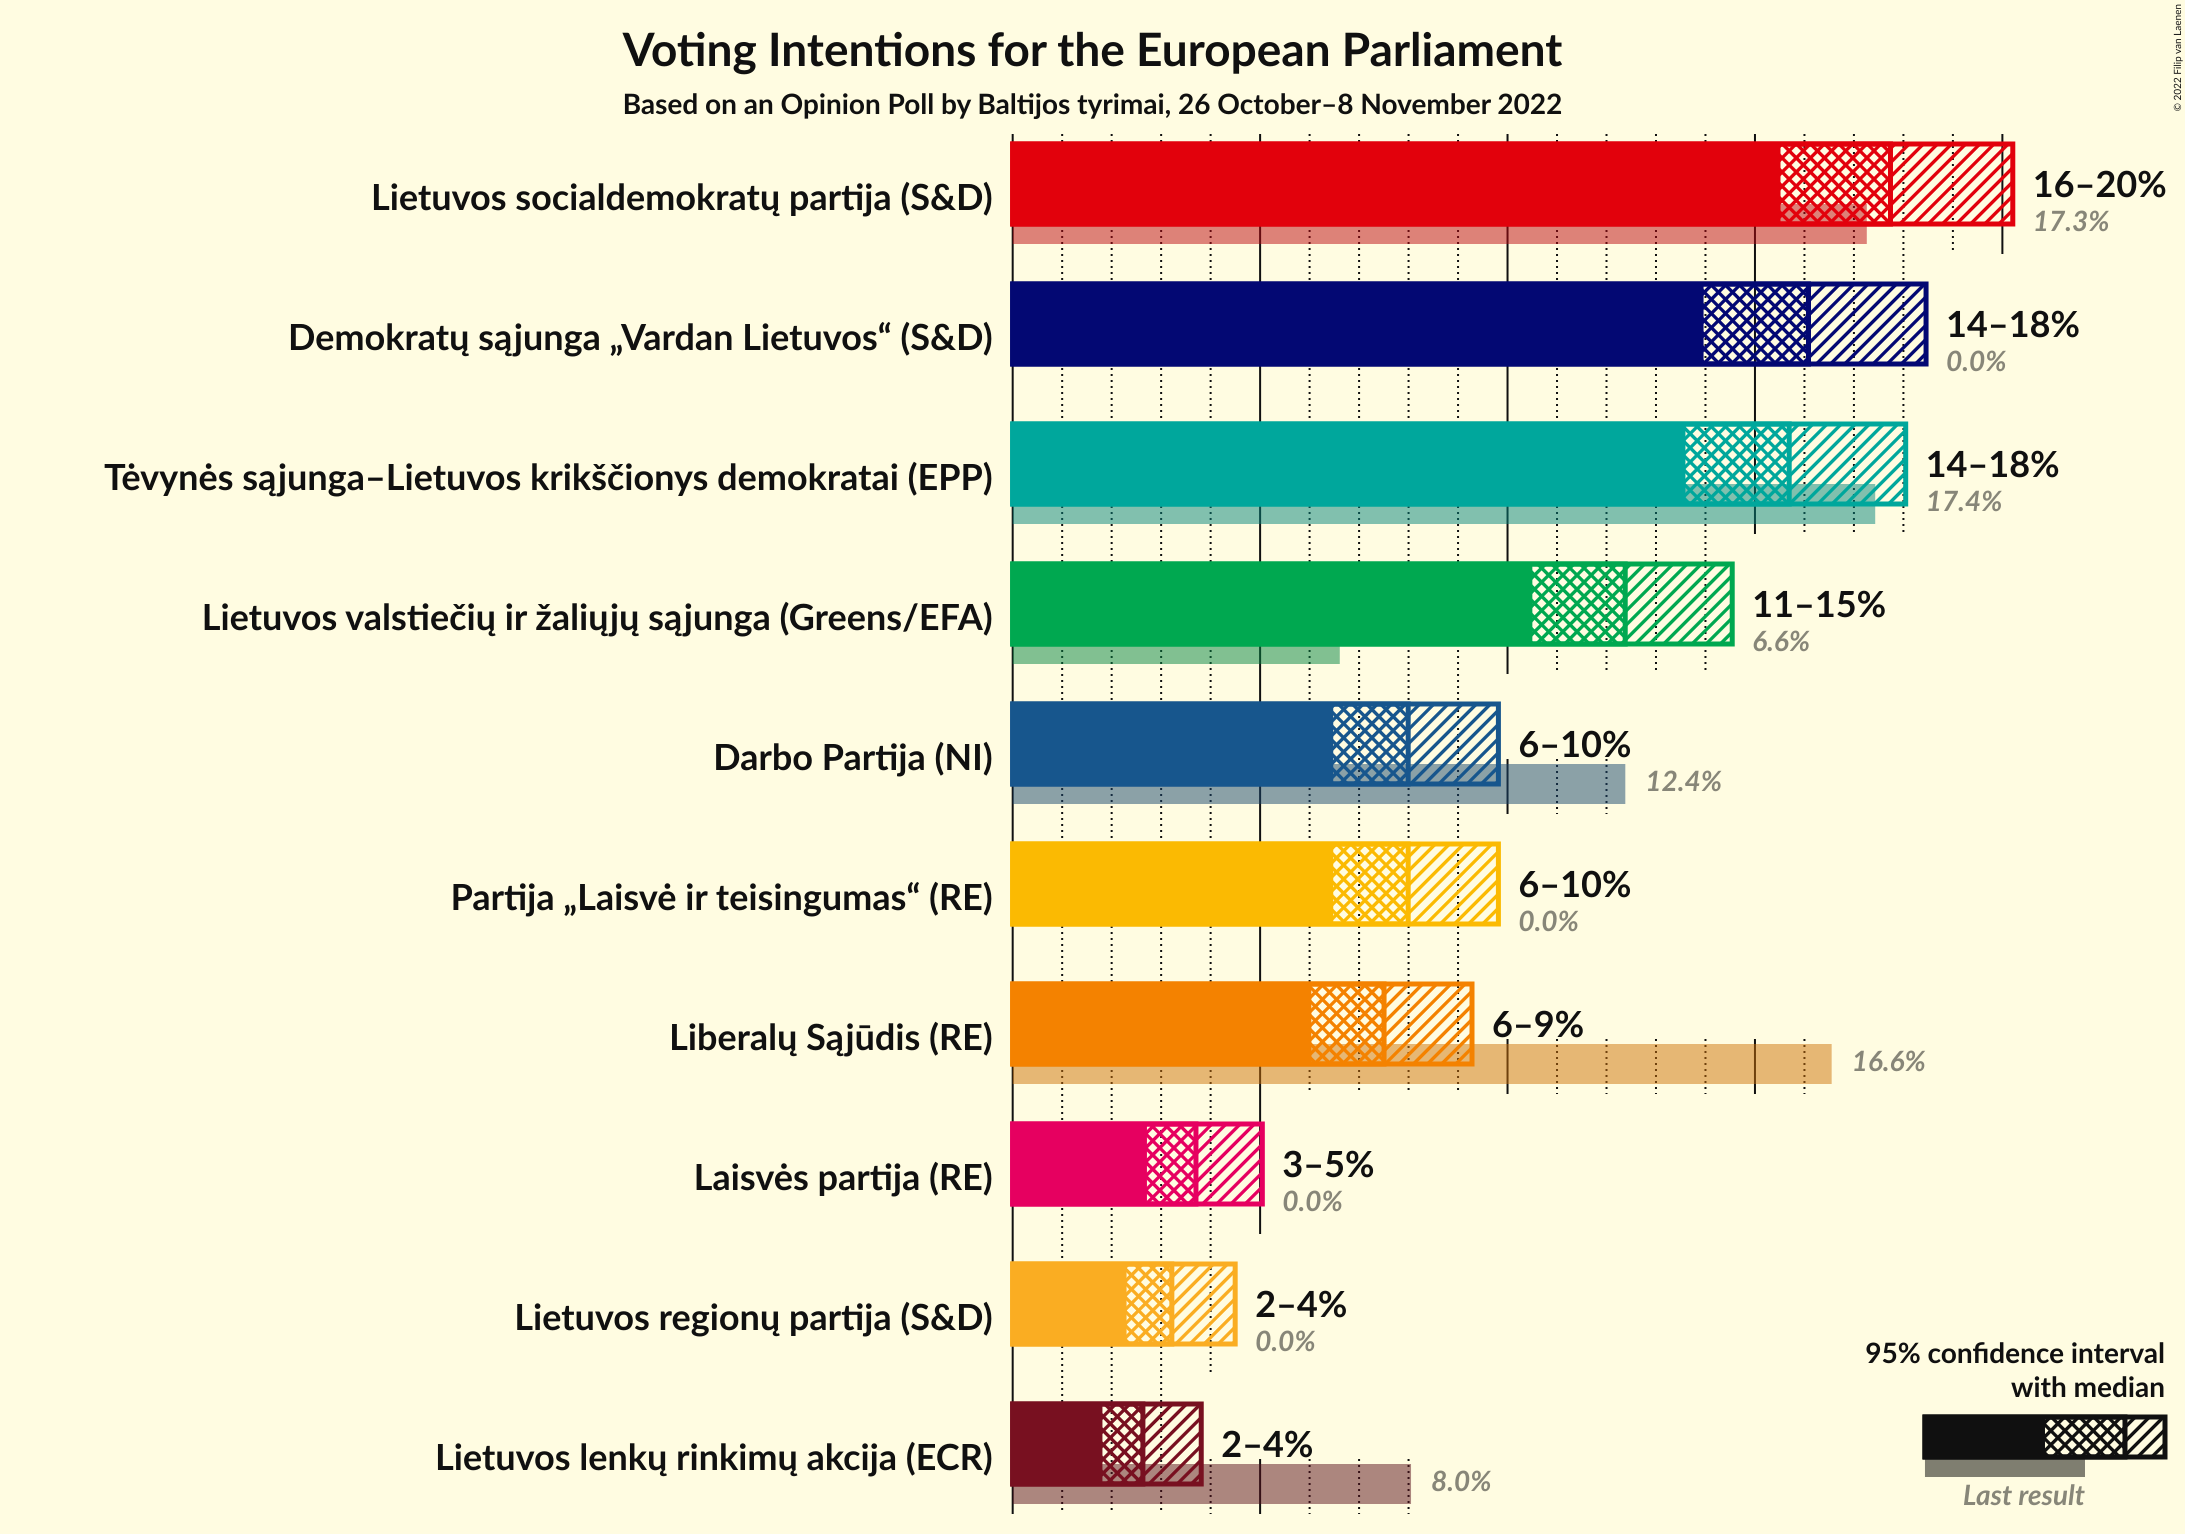 Voting Intentions for the European Parliament
Based on an Opinion Poll by Baltijos tyrimai, 26 October–8 November 2022
© 2022 Filip van Laenen
Lietuvos socialdemokratų partija (S&D)
16–20%
17.3%
Demokratų sąjunga „Vardan Lietuvos“ (S&D)
14–18%
0.0%
Tėvynės sąjunga–Lietuvos krikščionys demokratai (EPP)
14–18%
17.4%
Lietuvos valstiečių ir žaliųjų sąjunga (Greens/EFA)
11–15%
6.6%
Darbo Partija (NI)
6–10%
12.4%
Partija „Laisvė ir teisingumas“ (RE)
6–10%
0.0%
Liberalų Sąjūdis (RE)
6–9%
16.6%
Laisvės partija (RE)
3–5%
0.0%
Lietuvos regionų partija (S&D)
2–4%
0.0%
Lietuvos lenkų rinkimų akcija (ECR)
2–4%
8.0%
95% confidence interval
with median
Last result